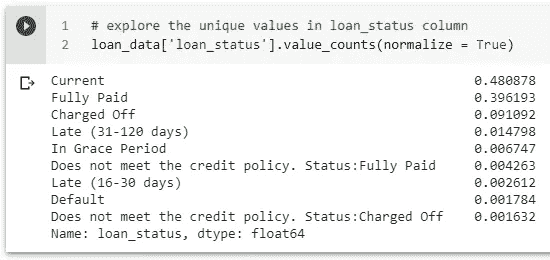 1 # explore the unique values in loan_status column
2 loan_data['loan_status'].value_counts(normalize = True)
Current 0.480878
Fully Paid 0.396193
Charged Off 0.091092
Late (31-120 days) 0.014798
In Grace Period 0.006747
Does not meet the credit policy. Status:Fully Paid 0.004263
Late (16-30 days) 0.002612
Default 0.001784
Does not meet the credit policy. Status:Charged Off 0.001632
Name: loan_status, dtype: float64